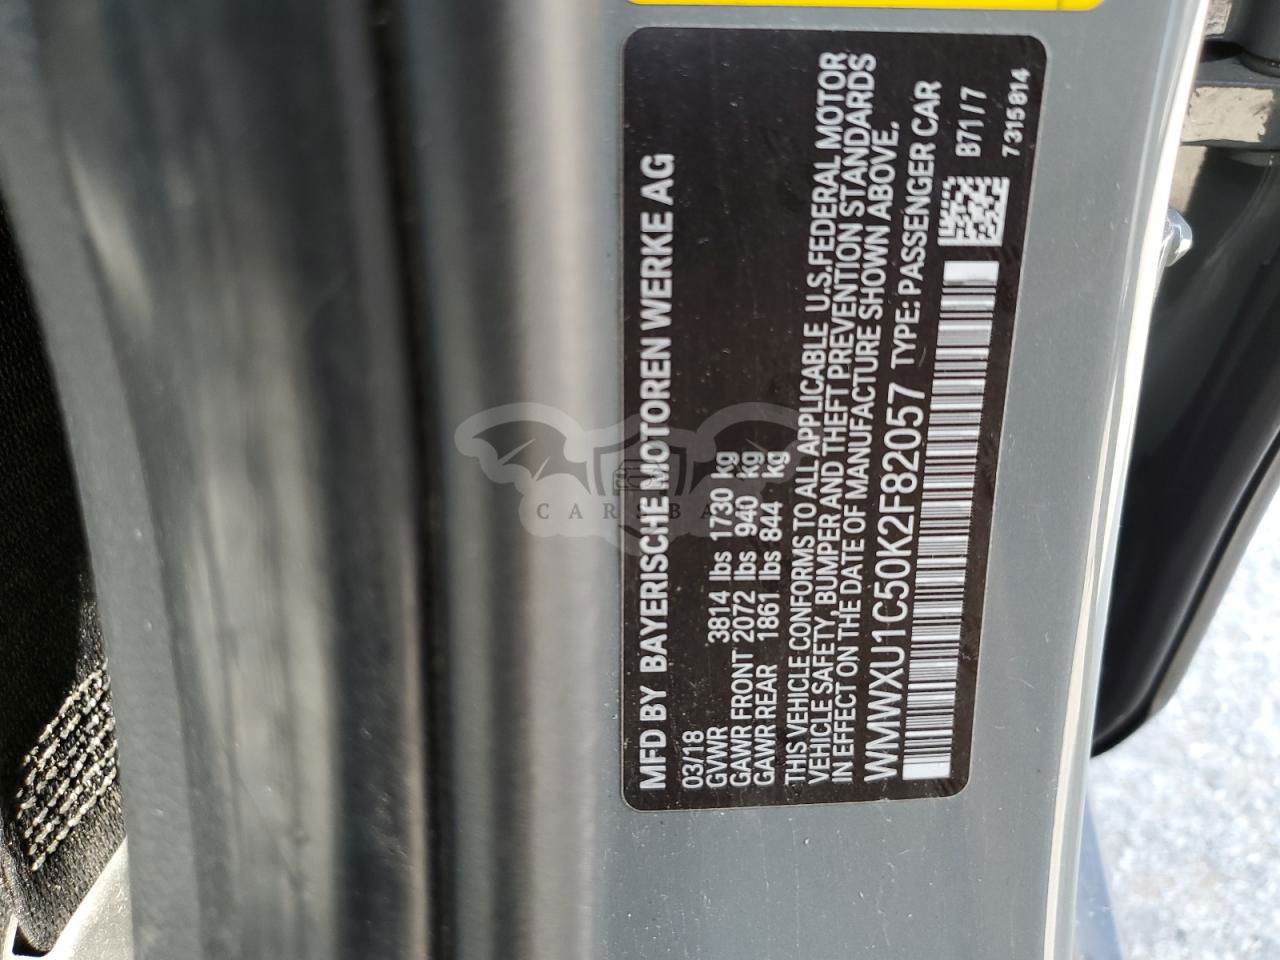 MFD BY BAYERISCHE MOTOREN WERKE AG
03/18
GVWR 3814 lbs 1730 kg
GAWR FRONT 2072 lbs 940 kg
GAWR REAR 1861 lbs 844 kg
THIS VEHICLE CONFORMS TO ALL APPLICABLE U.S. FEDERAL MOTOR
VEHICLE SAFETY, BUMPER AND THEFT PREVENTION STANDARDS
IN EFFECT ON THE DATE OF MANUFACTURE SHOWN ABOVE.
WMWXU1C50K2F82057 TYPE: PASSENGER CAR
B71/7
7315814
CARSBA